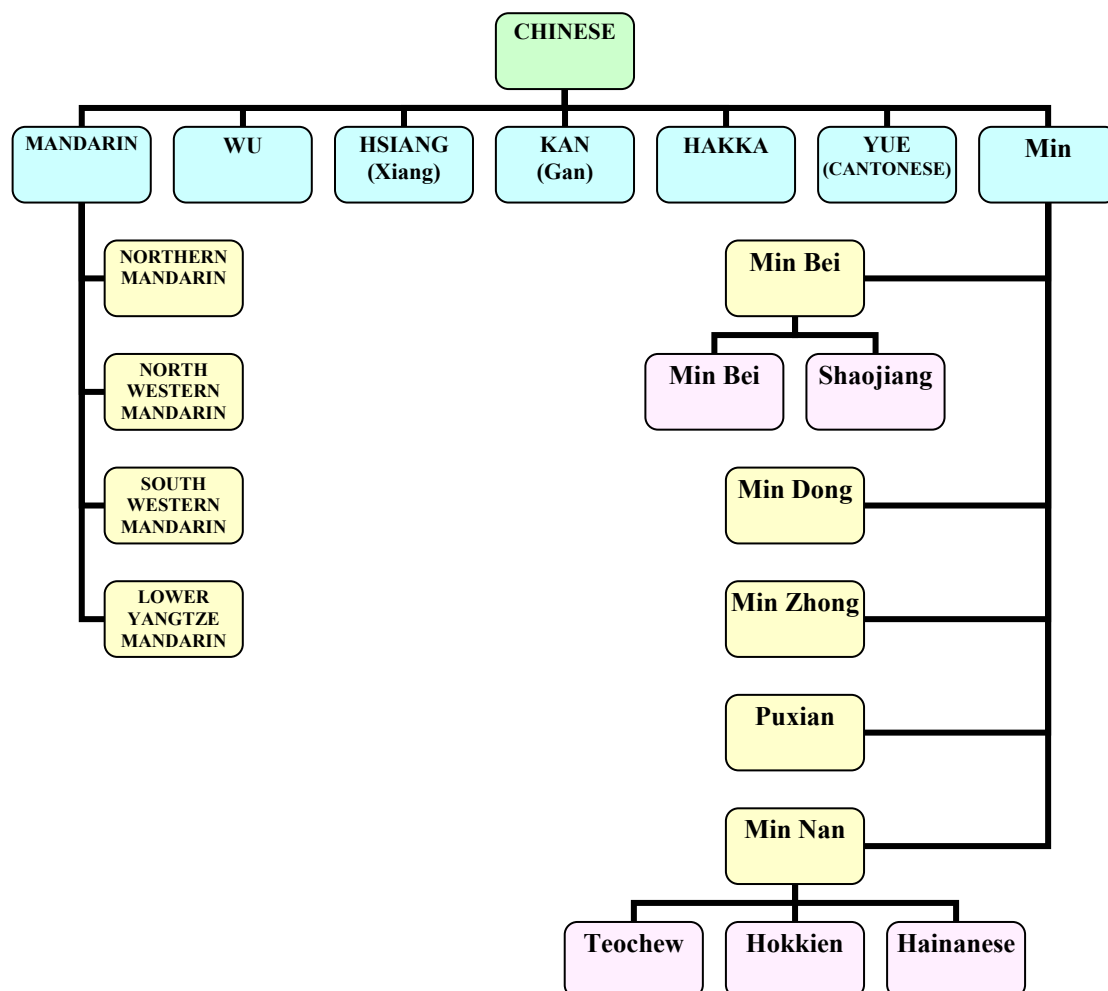 CHINESE
MANDARIN
WU
HSIANG
(Xiang)
KAN
(Gan)
HAKKA
YUE
(CANTONESE)
Min
NORTHERN
MANDARIN
NORTH
WESTERN
MANDARIN
SOUTH
WESTERN
MANDARIN
LOWER
YANGTZE
MANDARIN
Min Bei
Min Bei
Shaojiang
Min Dong
Min Zhong
Puxian
Min Nan
Teochew
Hokkien
Hainanese